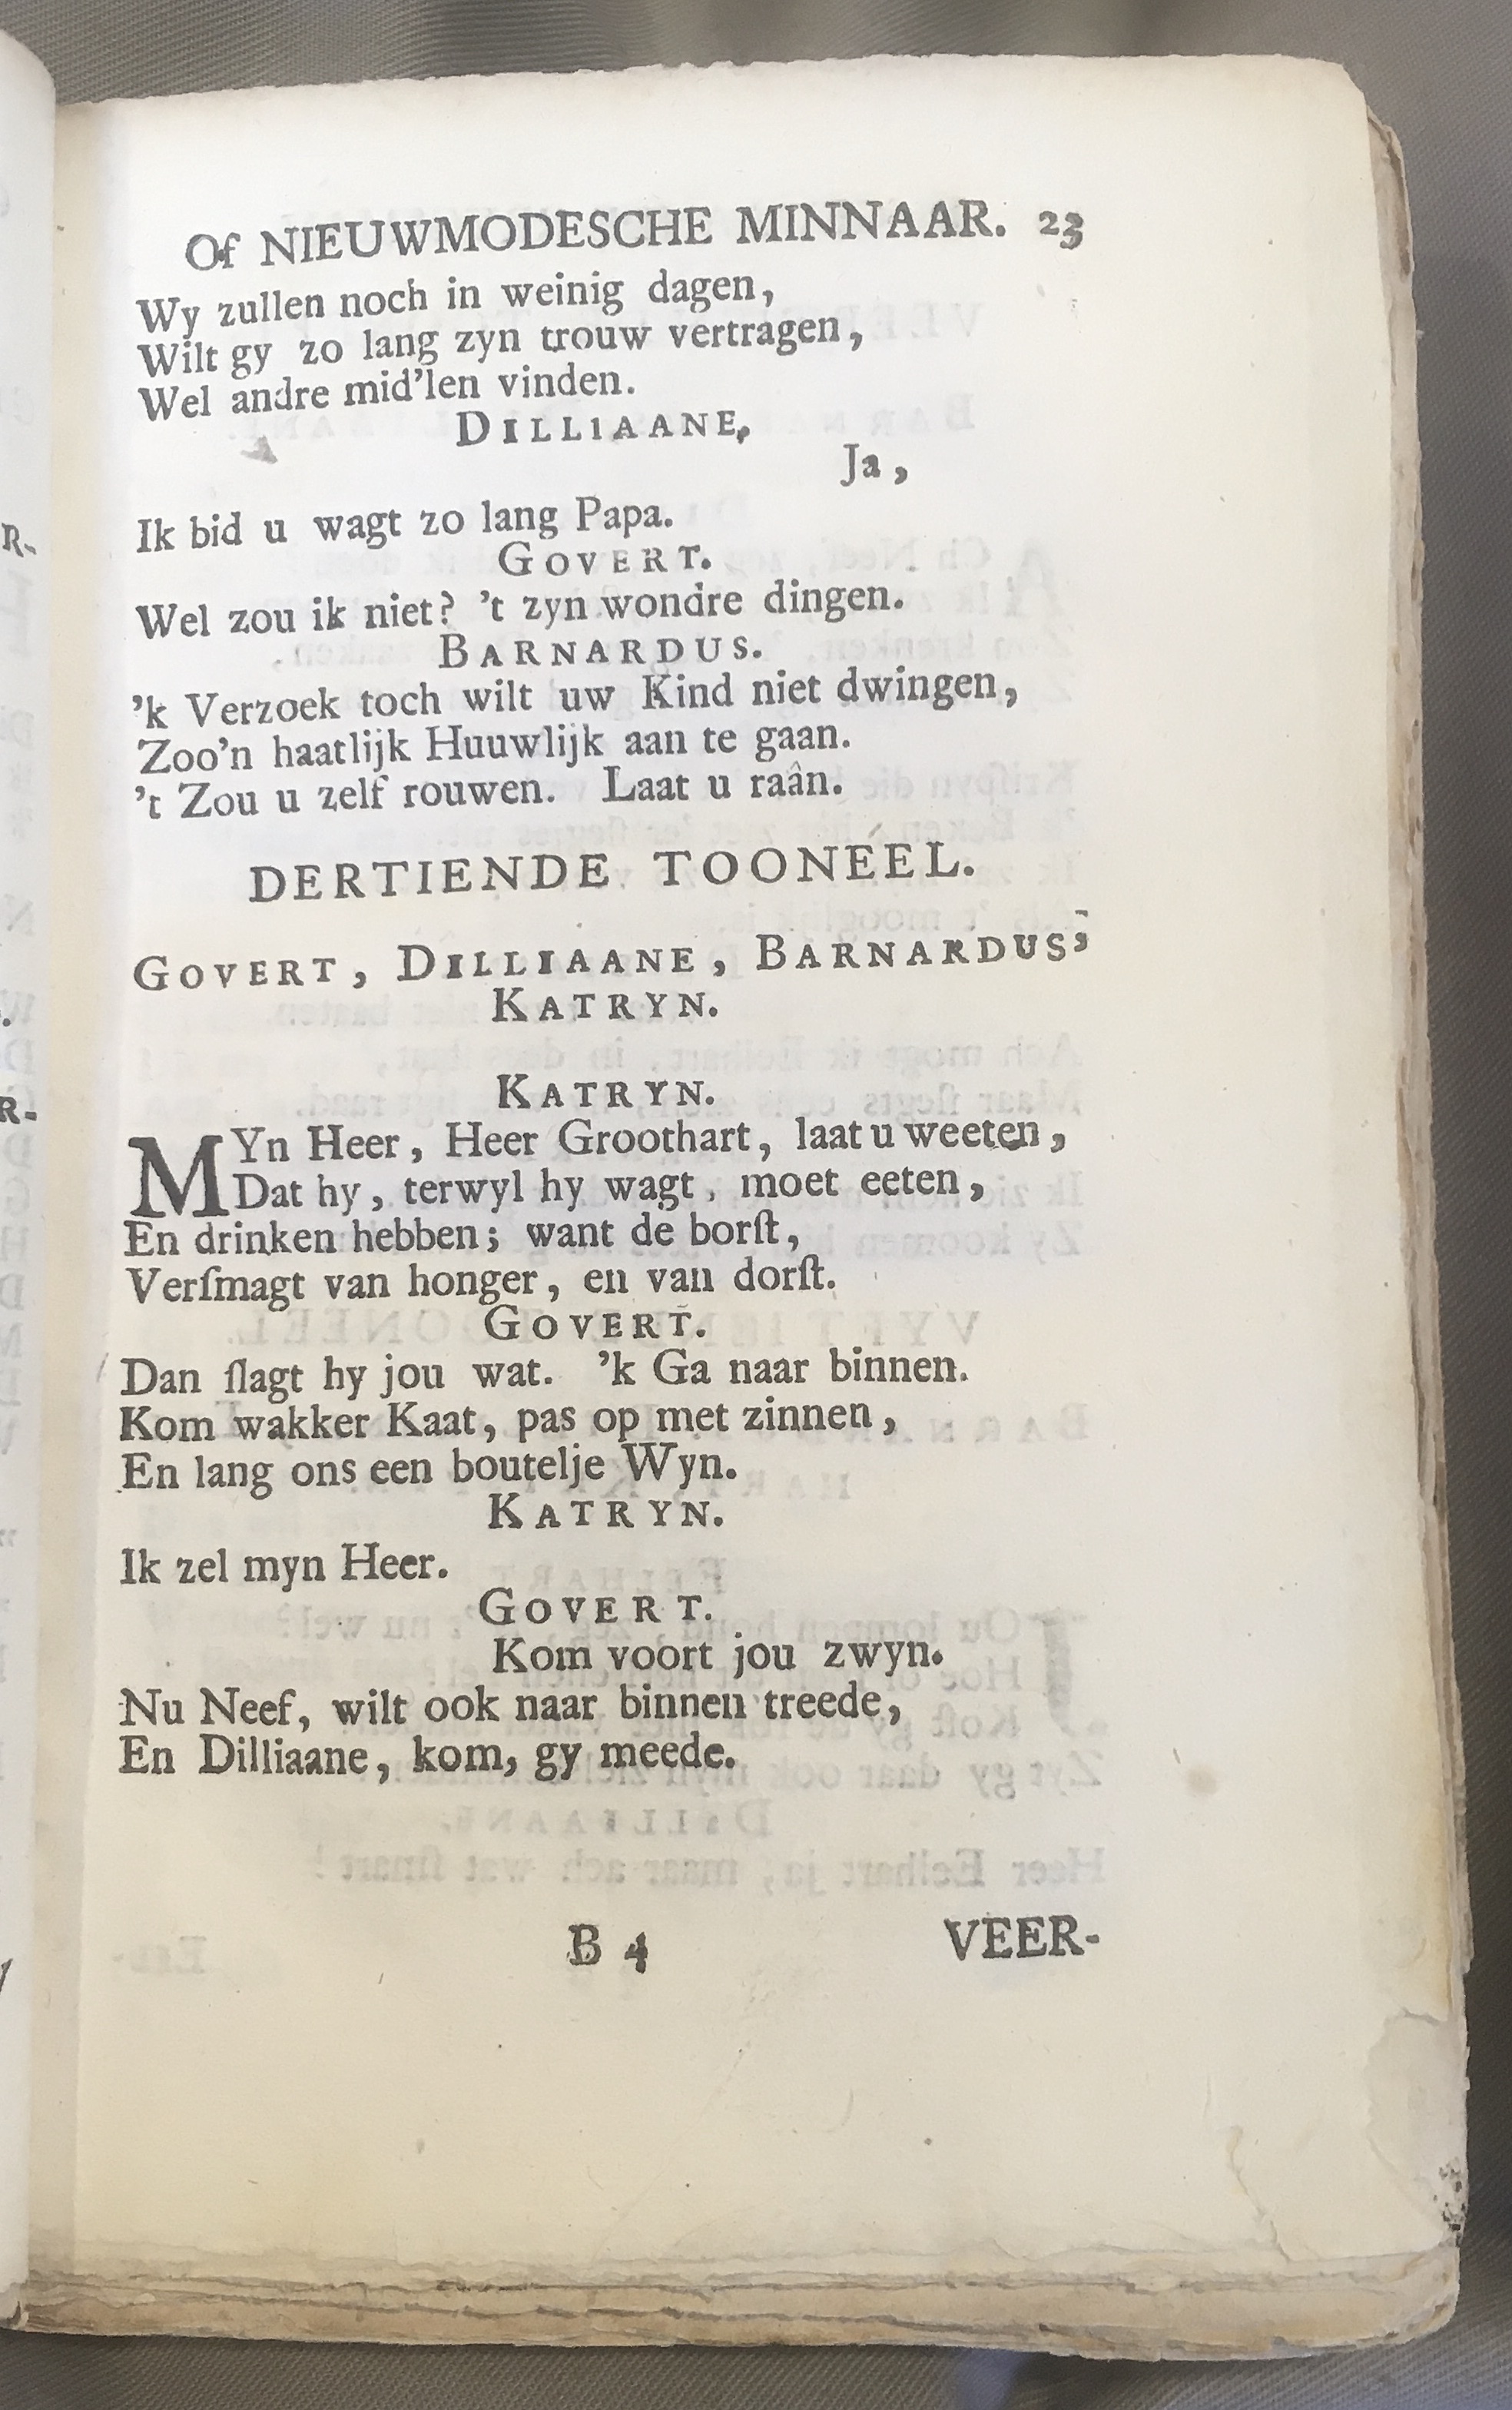 Of NIEUWMODESCHE MINNAAR. 23
Wy zullen noch in weinig dagen,
Wilt gy zo lang zyn trouw vertragen,
Wel andre mid'len vinden.
DILLIAANE,
Ja,
Ik bid u wagt zo lang Papa.
GOVERT.
Wel zou ik niet? 't zyn wondre dingen.
BARNARDUS.
'k Verzoek toch wilt uw Kind niet dwingen,
Zoo'n haatlijk Huuwlijk aan te gaan.
't Zou u zelf rouwen. Laat u raân.
DERTIENDE TOONEEL.
GOVERT, DILLIAANE, BARNARDUS,
KATRYN.
KATRYN.
MYn Heer, Heer Groothart, laat u weeten,
Dat hy, terwyl hy wagt, moet eeten,
En drinken hebben; want de borſt,
Verſmagt van honger, en van dorſt.
GOVERT.
Dan ſlagt hy jou wat. 'k Ga naar binnen.
Kom wakker Kaat, pas op met zinnen,
En lang ons een boutelje Wyn.
KATRYN.
Ik zel myn Heer.
GOVERT.
Kom voort jou zwyn.
Nu Neef, wilt ook naar binnen treede,
En Dilliaane, kom, gy meede.
B 4 VEER-